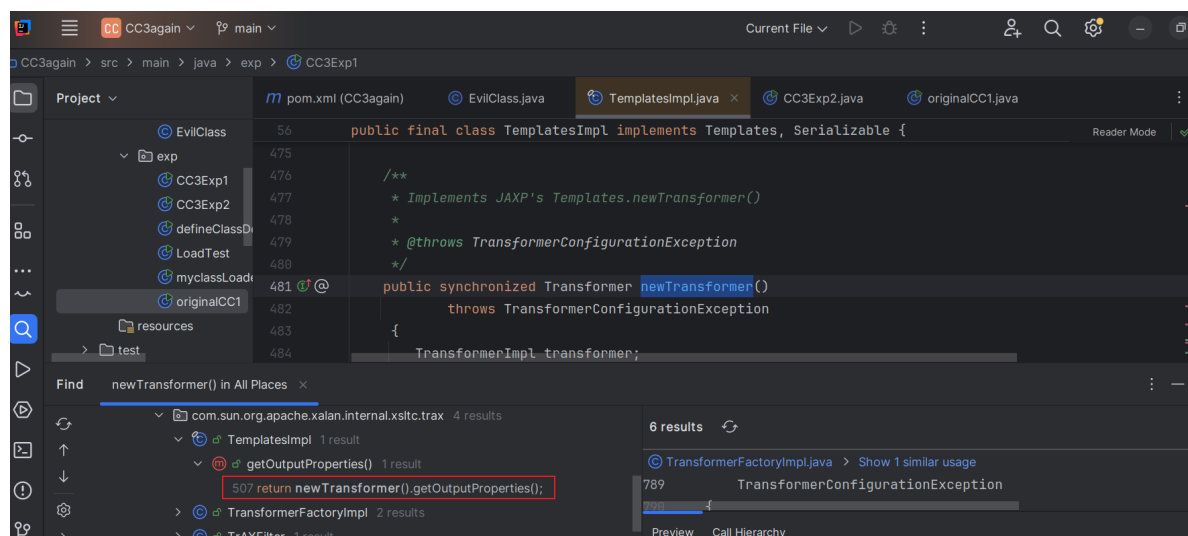 CC CC3again main Current File
CC3again > src > main > java > exp > CC3Exp1
Project
m pom.xml (CC3again) EvilClass.java TemplatesImpl.java × CC3Exp2.java originalCC1.java
EvilClass
exp
CC3Exp1
CC3Exp2
defineClassD
LoadTest
myclassLoade
originalCC1
resources
test
56 public final class TemplatesImpl implements Templates, Serializable { Reader Mode
475
476 /**
477 * Implements JAXP's Templates.newTransformer()
478 *
479 * @throws TransformerConfigurationException
480 */
481 @ public synchronized Transformer newTransformer()
482 throws TransformerConfigurationException
483 {
484 TransformerImpl transformer;
Find newTransformer() in All Places ×
com.sun.org.apache.xalan.internal.xsltc.trax 4 results
TemplatesImpl 1 result
getOutputProperties() 1 result
507 return newTransformer().getOutputProperties();
TransformerFactoryImpl 2 results
TrAXFilter 1 result
6 results
TransformerFactoryImpl.java > Show 1 similar usage
789 TransformerConfigurationException
790 {
Preview Call Hierarchy